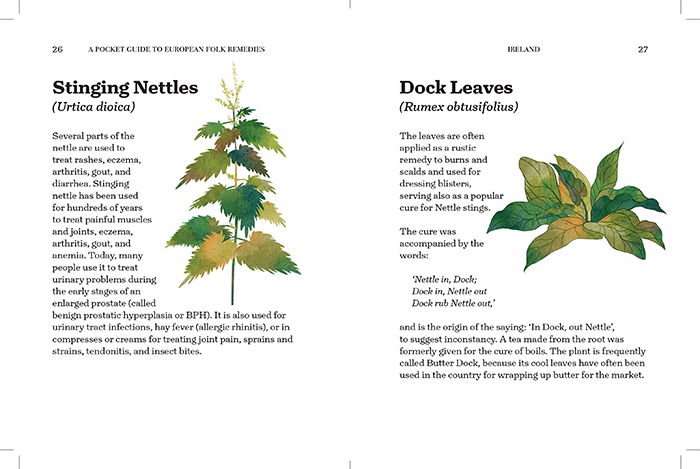 26
A POCKET GUIDE TO EUROPEAN FOLK REMEDIES
Stinging Nettles
(Urtica dioica)
Several parts of the
nettle are used to
treat rashes, eczema,
arthritis, gout, and
diarrhea. Stinging
nettle has been used
for hundreds of years
to treat painful muscles
and joints, eczema,
arthritis, gout, and
anemia. Today, many
people use it to treat
urinary problems during
the early stages of an
enlarged prostate (called
benign prostatic hyperplasia or BPH). It is also used for
urinary tract infections, hay fever (allergic rhinitis), or in
compresses or creams for treating joint pain, sprains and
strains, tendonitis, and insect bites.
IRELAND
27
Dock Leaves
(Rumex obtusifolius)
The leaves are often
applied as a rustic
remedy to burns and
scalds and used for
dressing blisters,
serving also as a popular
cure for Nettle stings.
The cure was
accompanied by the
words:
‘Nettle in, Dock;
Dock in, Nettle out
Dock rub Nettle out,’
and is the origin of the saying: ‘In Dock, out Nettle’,
to suggest inconstancy. A tea made from the root was
formerly given for the cure of boils. The plant is frequently
called Butter Dock, because its cool leaves have often been
used in the country for wrapping up butter for the market.